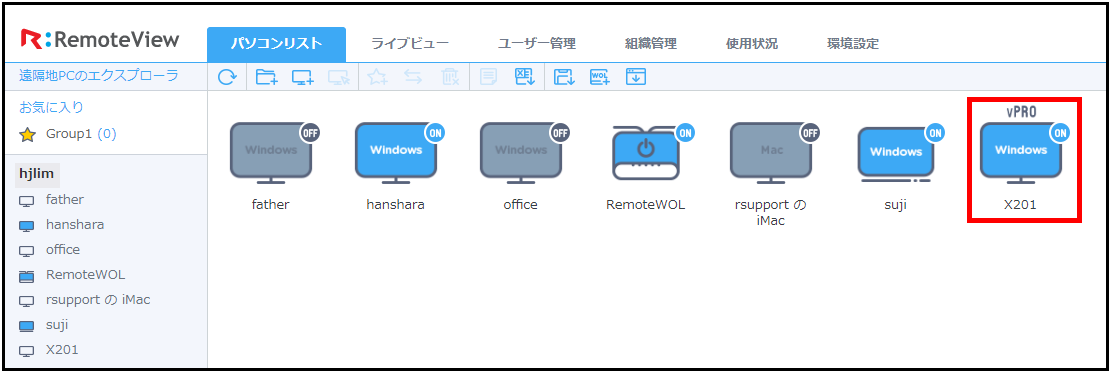 R:RemoteView
パソコンリスト
ライブビュー
ユーザー管理
組織管理
使用状況
環境設定
遠隔地PCのエクスプローラ
XE
WOL
お気に入り
Group1 (0)
hjlim
father
hanshara
office
RemoteWOL
rsupport の iMac
suji
X201
OFF
Windows
father
ON
Windows
hanshara
OFF
Windows
office
ON
RemoteWOL
OFF
Mac
rsupport の
iMac
ON
Windows
suji
vPRO
ON
Windows
X201